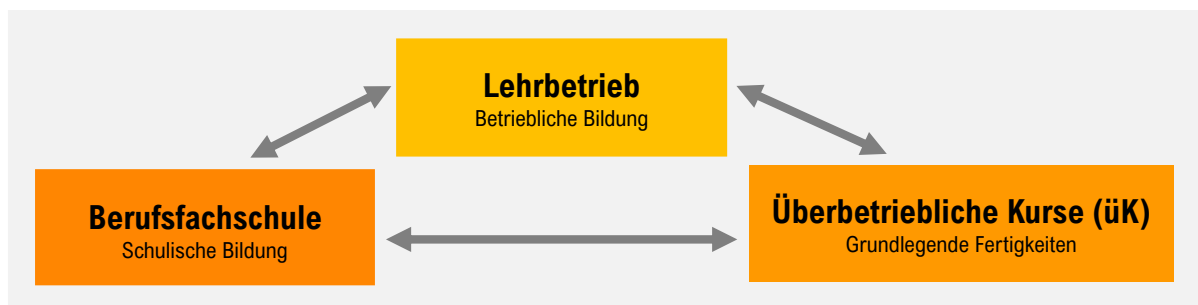 Lehrbetrieb
Betriebliche Bildung
Berufsfachschule
Schulische Bildung
Überbetriebliche Kurse (üK)
Grundlegende Fertigkeiten